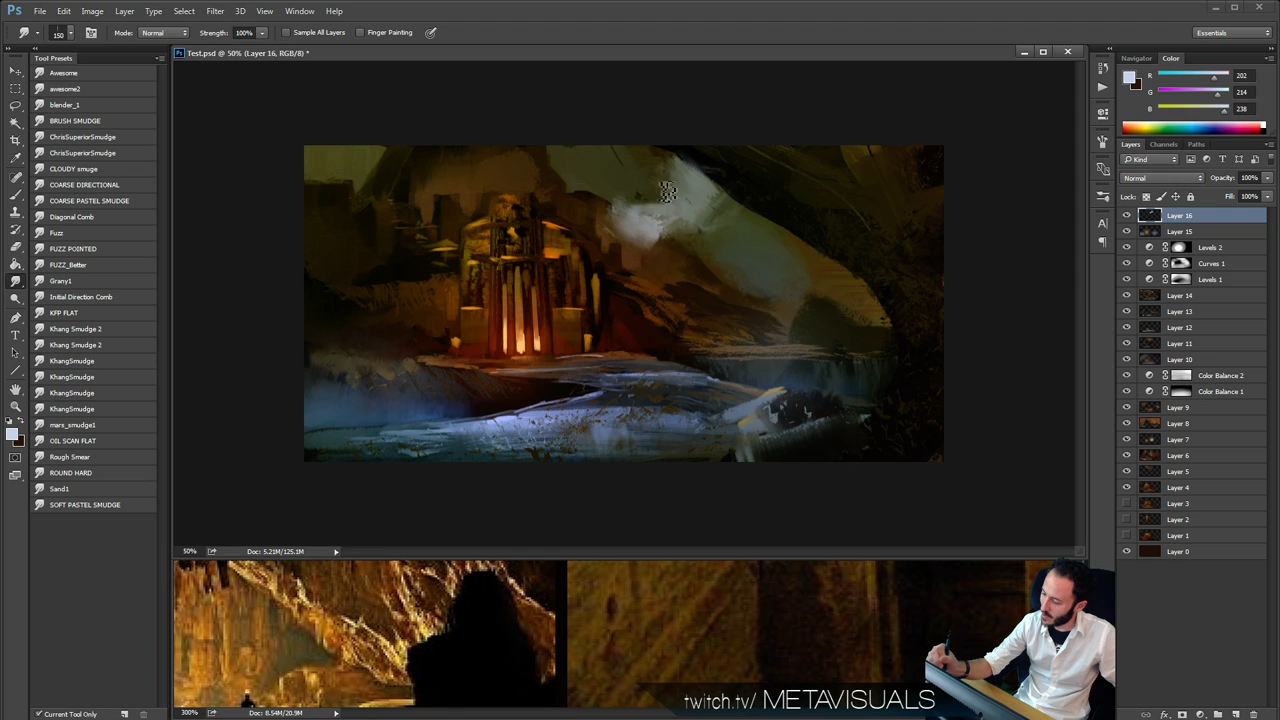 Ps File Edit Image Layer Type Select Filter 3D View Window Help
150 Mode: Normal Strength: 100% Sample All Layers Finger Painting Essentials
Tool Presets
Awesome
awesome2
blender_1
BRUSH SMUDGE
ChrisSuperiorSmudge
ChrisSuperiorSmudge
CLOUDY smuge
COARSE DIRECTIONAL
COARSE PASTEL SMUDGE
Diagonal Comb
Fuzz
FUZZ POINTED
FUZZ_Better
Grany1
Initial Direction Comb
KFP FLAT
Khang Smudge 2
Khang Smudge 2
KhangSmudge
KhangSmudge
KhangSmudge
KhangSmudge
mars_smudge1
OIL SCAN FLAT
Rough Smear
ROUND HARD
Sand1
SOFT PASTEL SMUDGE
Current Tool Only
Ps Test.psd @ 50% (Layer 16, RGB/8) *
50% Doc: 5.21M/125.1M
300% Doc: 8.54M/20.9M
twitch.tv/ METAVISUALS
Navigator Color
R 202
G 214
B 238
Layers Channels Paths
Kind
Normal Opacity: 100%
Lock: Fill: 100%
Layer 16
Layer 15
Levels 2
Curves 1
Levels 1
Layer 14
Layer 13
Layer 12
Layer 11
Layer 10
Color Balance 2
Color Balance 1
Layer 9
Layer 8
Layer 7
Layer 6
Layer 5
Layer 4
Layer 3
Layer 2
Layer 1
Layer 0